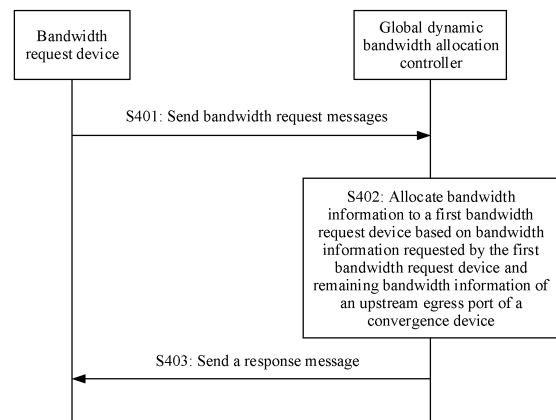 Bandwidth
request device
Global dynamic
bandwidth allocation
controller
S401: Send bandwidth request messages
S402: Allocate bandwidth
information to a first bandwidth
request device based on bandwidth
information requested by the first
bandwidth request device and
remaining bandwidth information of
an upstream egress port of a
convergence device
S403: Send a response message